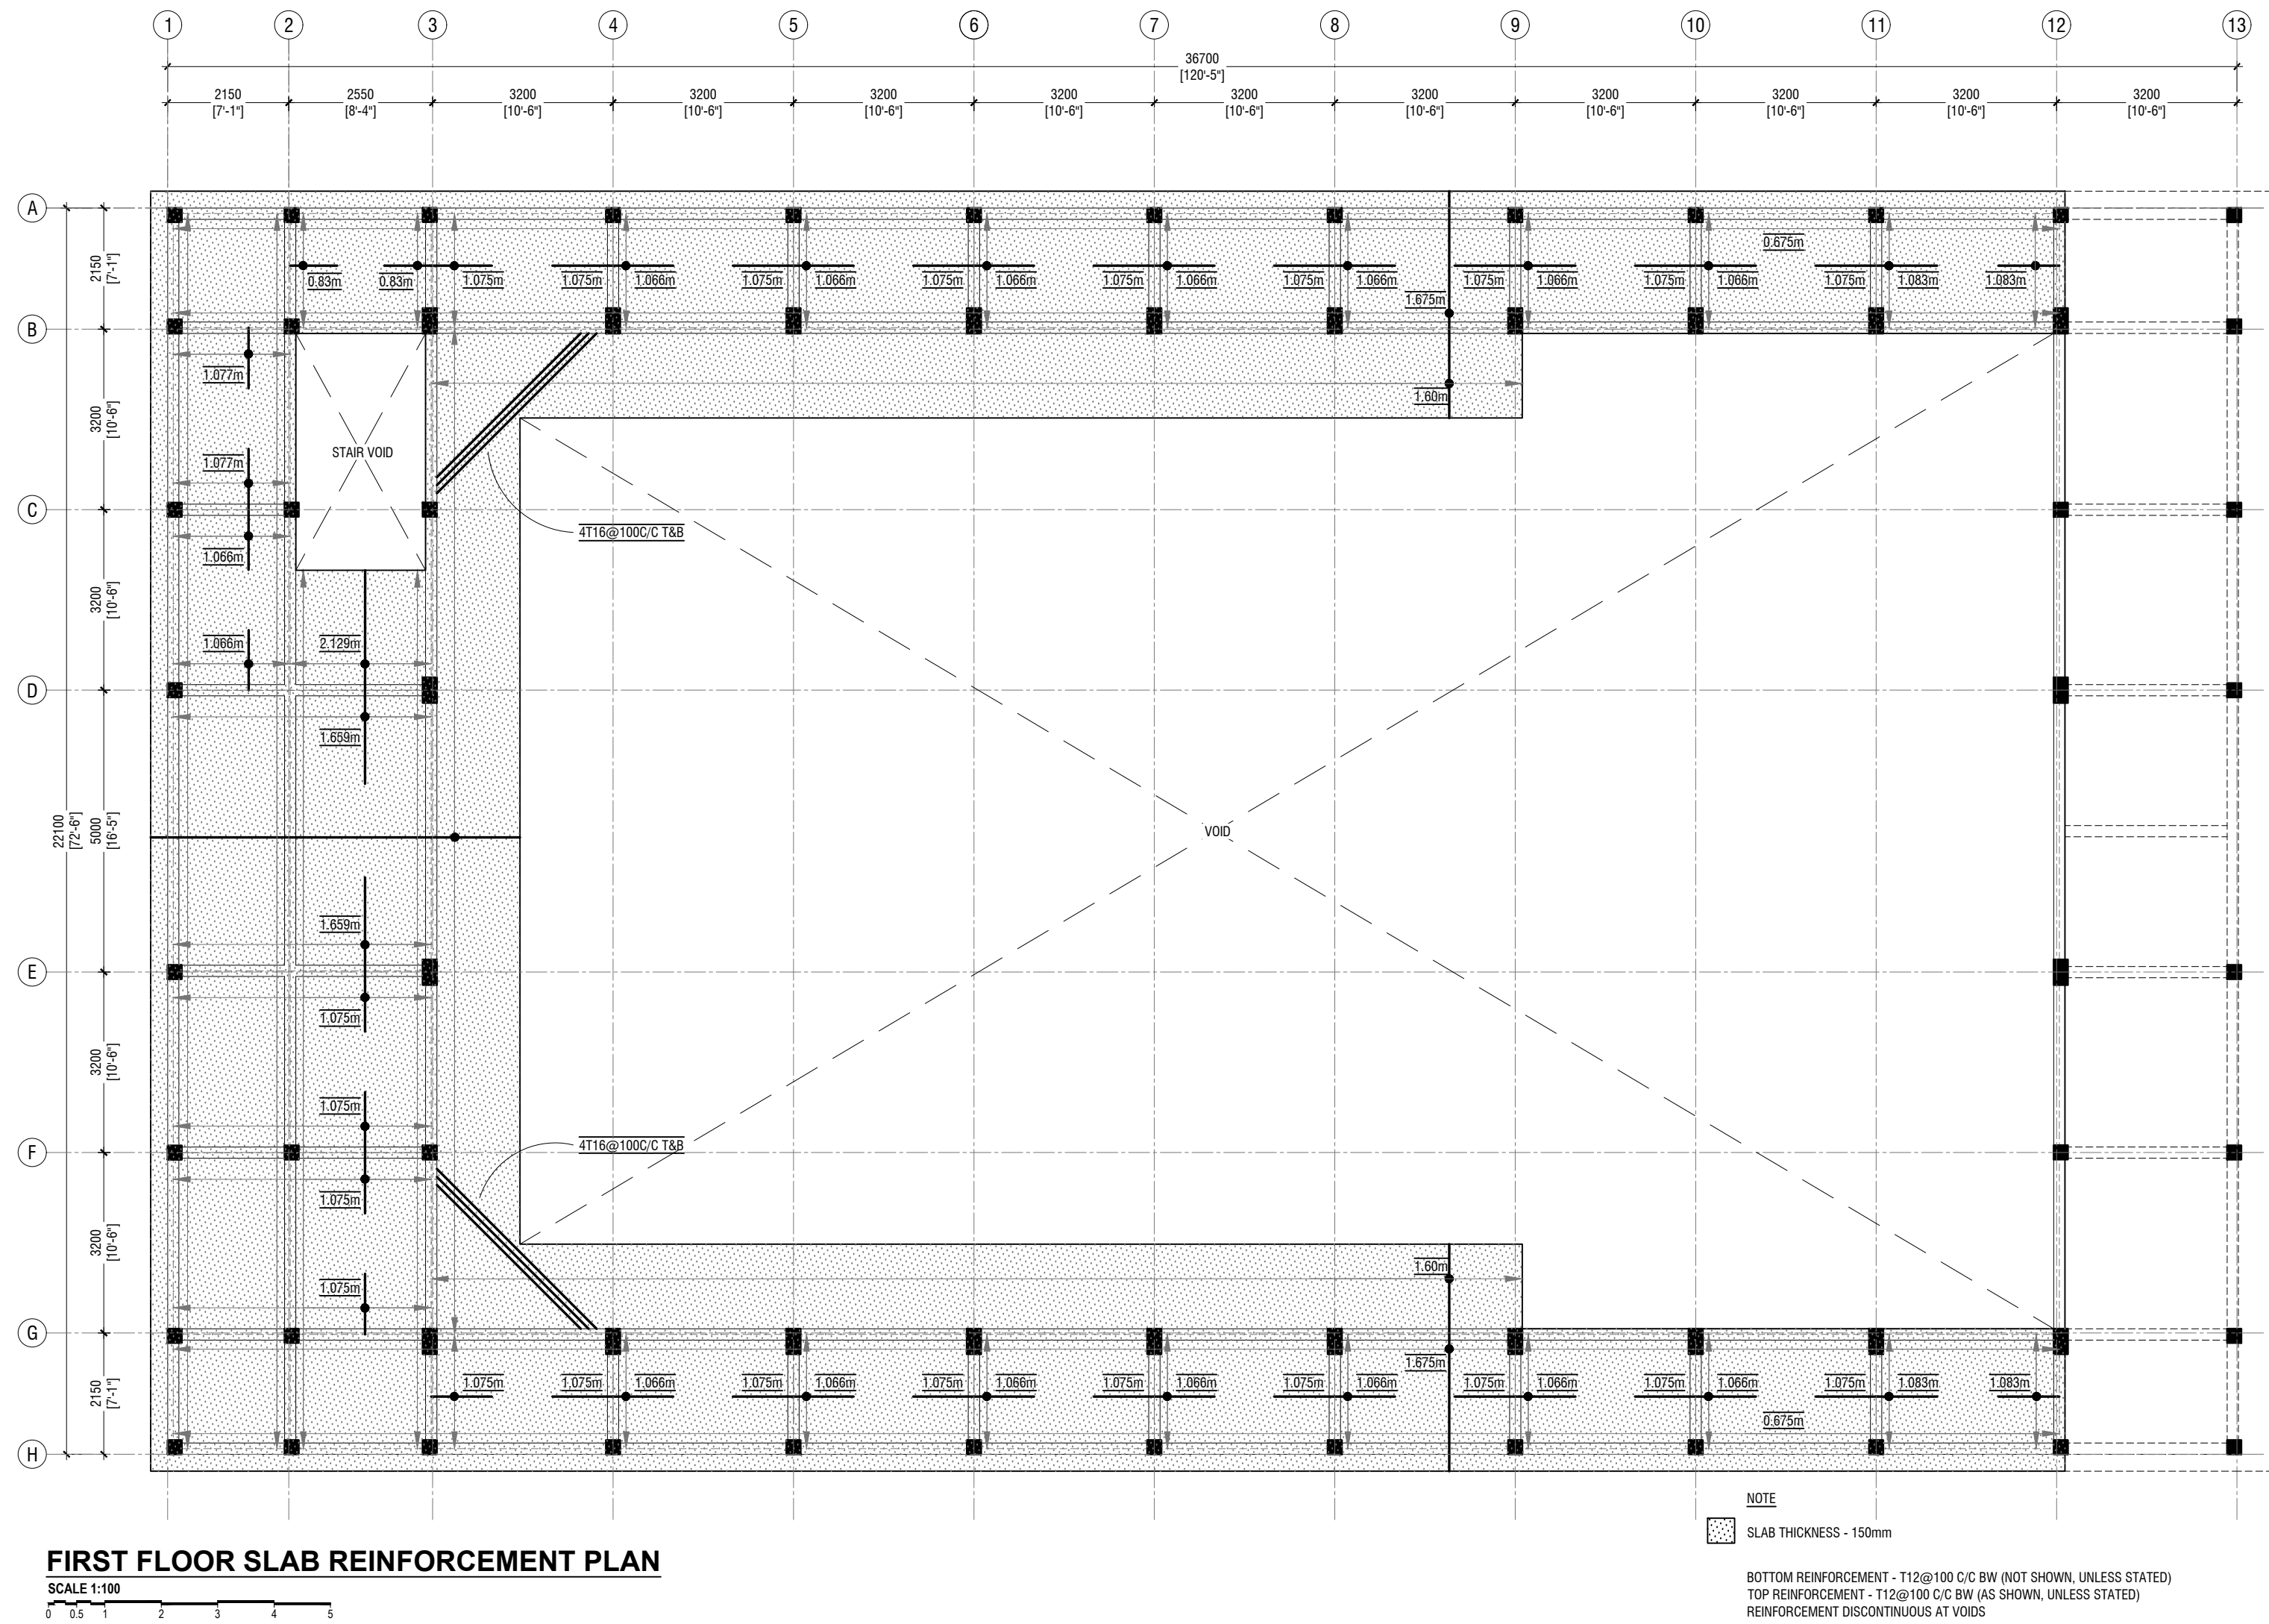 1 2 3 4 5 6 7 8 9 10 11 12 13
36700
[120'-5"]
2150 2550 3200 3200 3200 3200 3200 3200 3200 3200 3200 3200
[7'-1"] [8'-4"] [10'-6"] [10'-6"] [10'-6"] [10'-6"] [10'-6"] [10'-6"] [10'-6"] [10'-6"] [10'-6"] [10'-6"]
A
0.675m
2150
[7'-1"]
0.83m 0.83m 1.075m 1.075m 1.066m 1.075m 1.066m 1.075m 1.066m 1.075m 1.066m 1.075m 1.066m 1.075m 1.066m 1.075m 1.066m 1.075m 1.083m 1.083m
1.675m
B
1.077m
1.60m
3200
[10'-6"]
STAIR VOID
1.077m
C
4T16@100C/C T&B
1.066m
3200
[10'-6"]
1.066m 2.129m
D
1.659m
22100
[72'-6"]
5000
[16'-5"]
VOID
1.659m
E
1.075m
3200
[10'-6"]
1.075m
4T16@100C/C T&B
F
1.075m
3200
[10'-6"]
1.60m
1.075m
G
1.675m
2150
[7'-1"]
1.075m 1.075m 1.066m 1.075m 1.066m 1.075m 1.066m 1.075m 1.066m 1.075m 1.066m 1.075m 1.066m 1.075m 1.066m 1.075m 1.083m 1.083m
0.675m
H
NOTE
SLAB THICKNESS - 150mm
FIRST FLOOR SLAB REINFORCEMENT PLAN
SCALE 1:100
0 0.5 1 2 3 4 5
BOTTOM REINFORCEMENT - T12@100 C/C BW (NOT SHOWN, UNLESS STATED)
TOP REINFORCEMENT - T12@100 C/C BW (AS SHOWN, UNLESS STATED)
REINFORCEMENT DISCONTINUOUS AT VOIDS